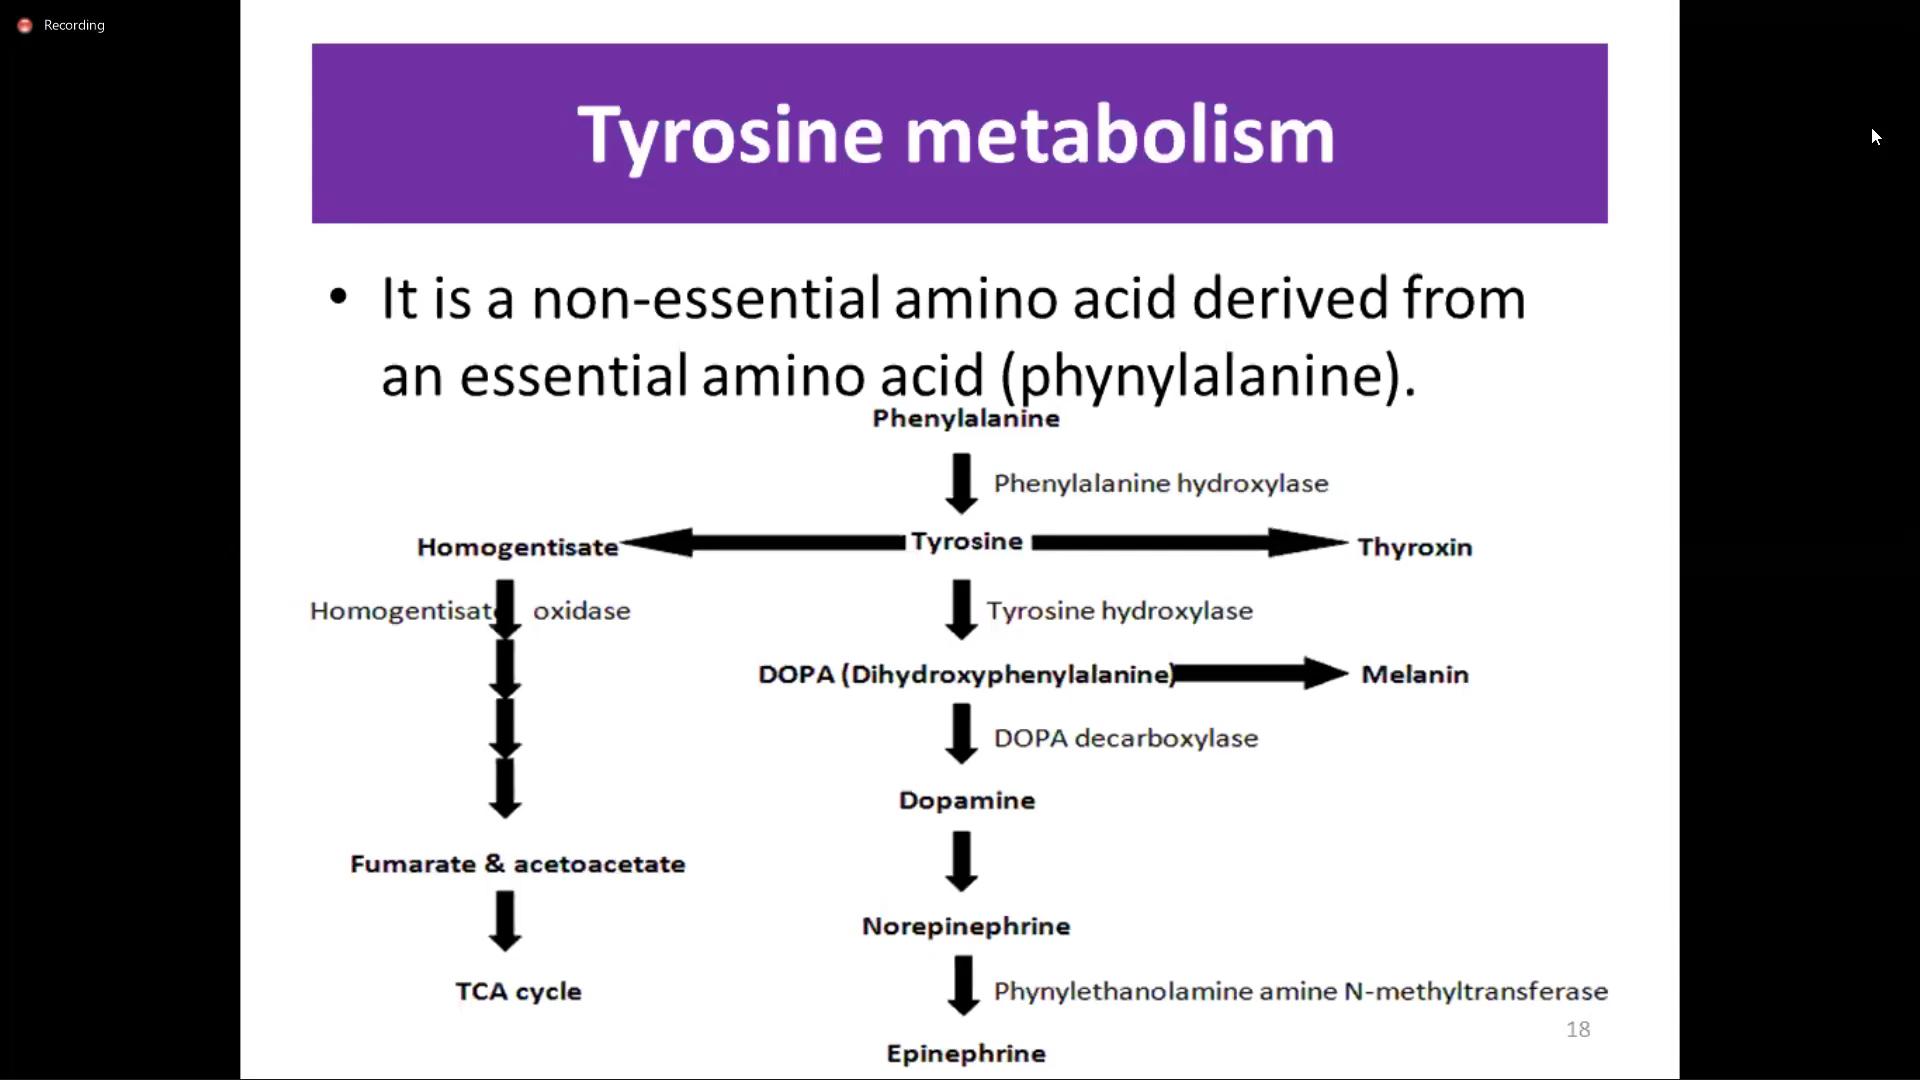 Recording
Tyrosine metabolism
• It is a non-essential amino acid derived from
an essential amino acid (phynylalanine).
Phenylalanine
Phenylalanine hydroxylase
Homogentisate Tyrosine Thyroxin
Homogentisate oxidase Tyrosine hydroxylase
DOPA (Dihydroxyphenylalanine) Melanin
DOPA decarboxylase
Dopamine
Fumarate & acetoacetate
Norepinephrine
TCA cycle Phynylethanolamine amine N-methyltransferase
18
Epinephrine